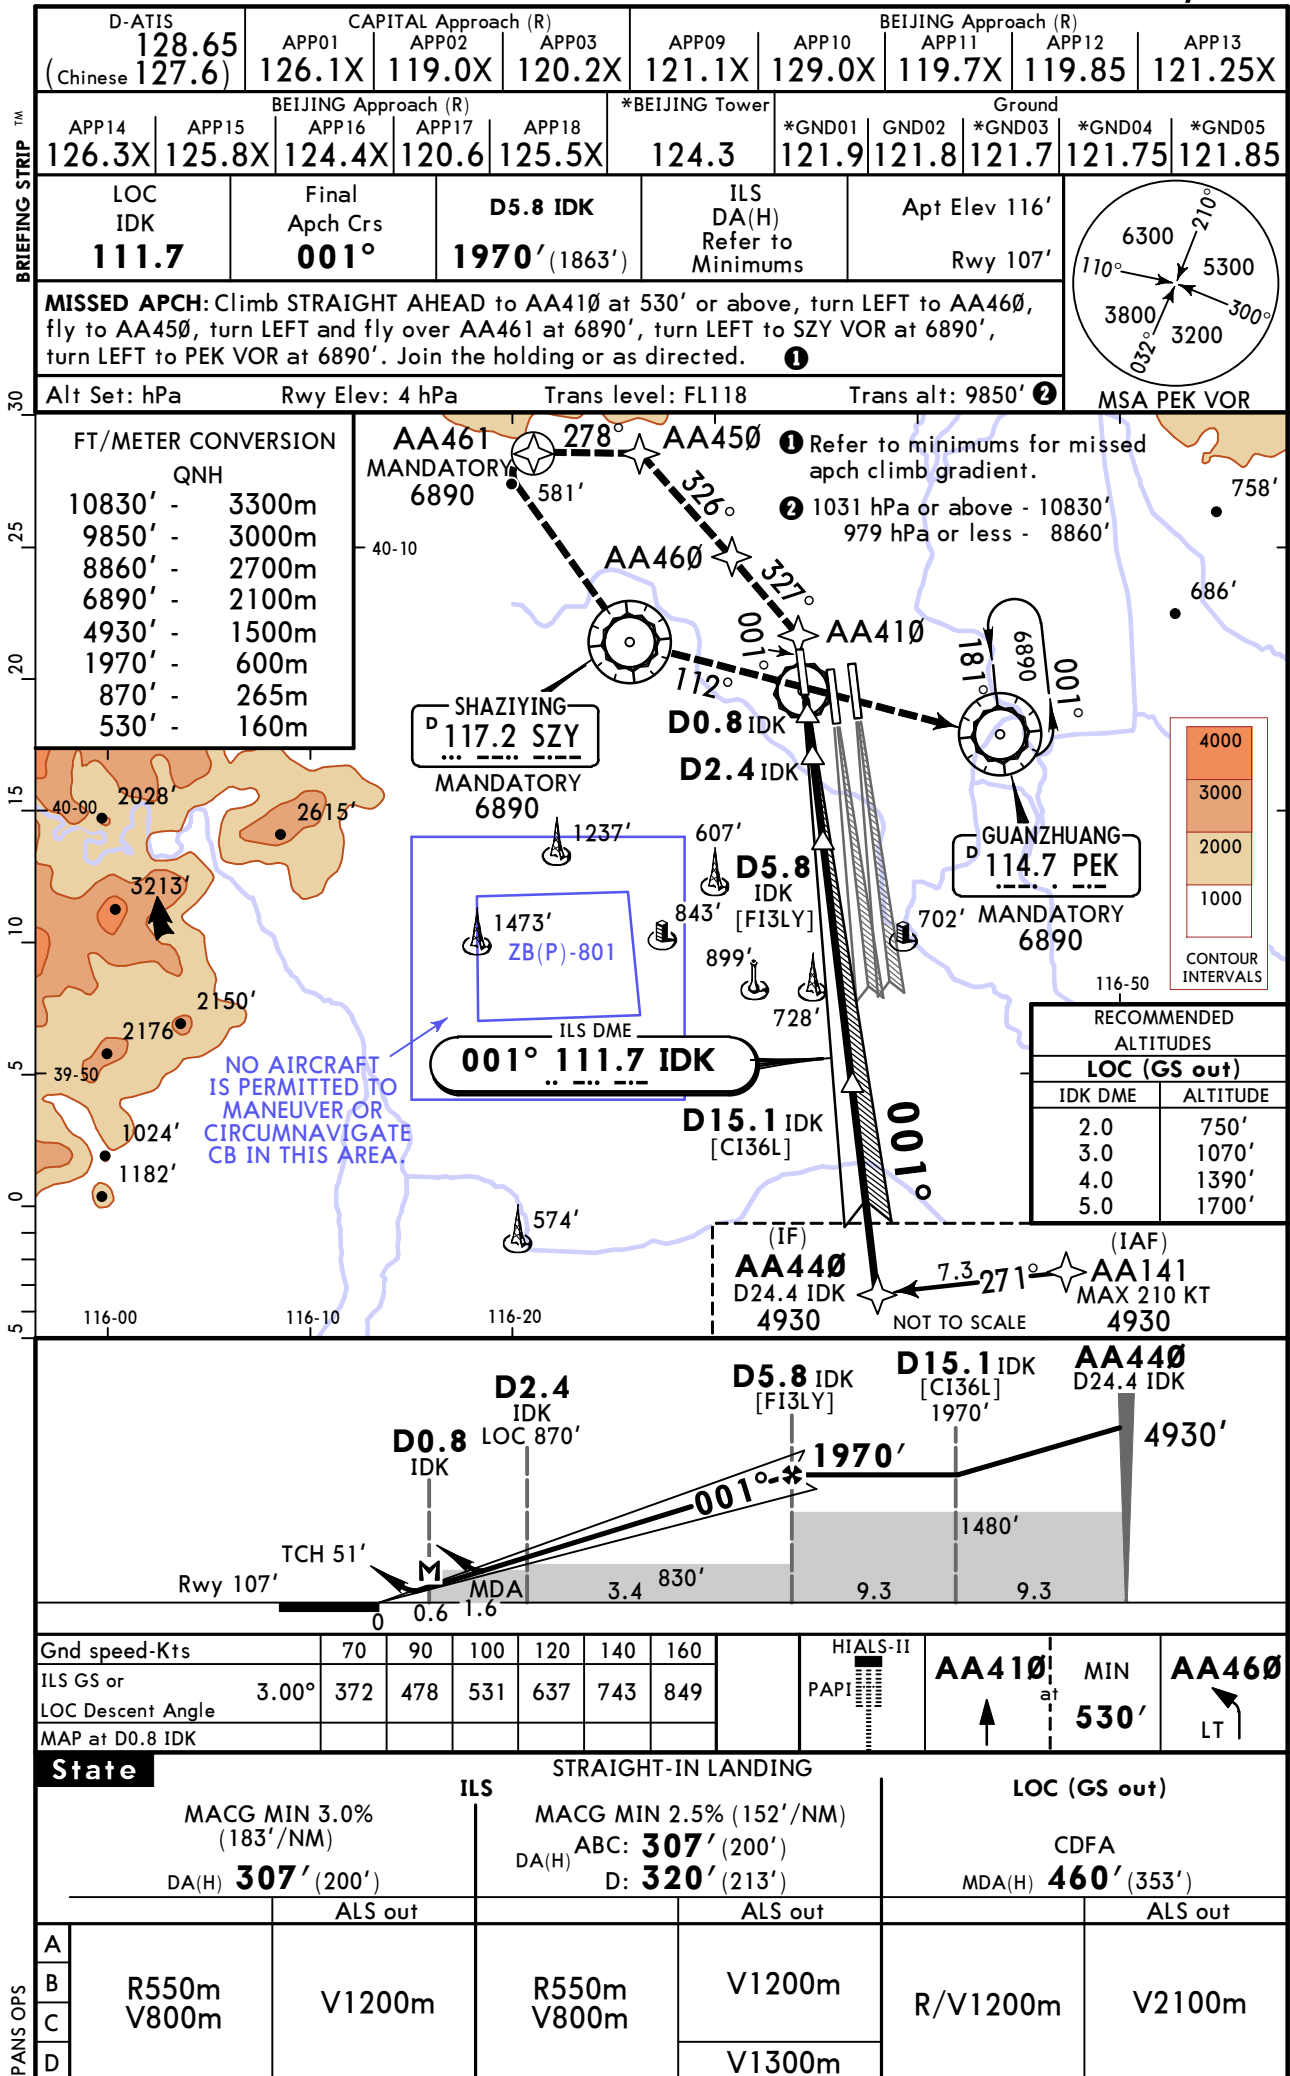 D-ATIS
128.65
(Chinese 127.6)
CAPITAL Approach (R)
APP01 APP02 APP03
126.1X 119.0X 120.2X
BEIJING Approach (R)
APP09 APP10 APP11 APP12 APP13
121.1X 129.0X 119.7X 119.85 121.25X
BEIJING Approach (R)
APP14 APP15 APP16 APP17 APP18
126.3X 125.8X 124.4X 120.6 125.5X
*BEIJING Tower
124.3
Ground
*GND01 GND02 *GND03 *GND04 *GND05
121.9 121.8 121.7 121.75 121.85
BRIEFING STRIP TM
LOC
IDK
111.7
Final
Apch Crs
001°
D5.8 IDK
1970' (1863')
ILS
DA(H)
Refer to
Minimums
Apt Elev 116'
Rwy 107'
MISSED APCH: Climb STRAIGHT AHEAD to AA41Ø at 530' or above, turn LEFT to AA46Ø,
fly to AA45Ø, turn LEFT and fly over AA461 at 6890', turn LEFT to SZY VOR at 6890',
turn LEFT to PEK VOR at 6890'. Join the holding or as directed. 1
Alt Set: hPa Rwy Elev: 4 hPa Trans level: FL118 Trans alt: 9850' 2
210°
6300
110°
5300
3800
300°
3200
032°
MSA PEK VOR
30
25
20
15
10
5
0
5
FT/METER CONVERSION
QNH
10830' - 3300m
9850' - 3000m
8860' - 2700m
6890' - 2100m
4930' - 1500m
1970' - 600m
870' - 265m
530' - 160m
AA461
MANDATORY
6890
278°
AA45Ø
581'
326°
1 Refer to minimums for missed
apch climb gradient.
2 1031 hPa or above - 10830'
979 hPa or less - 8860'
758'
40-10
AA46Ø
327°
686'
001°
AA41Ø
181°
6890
001°
112°
SHAZIYING
D 117.2 SZY
MANDATORY
6890
D0.8 IDK
D2.4 IDK
4000
3000
2000
1000
CONTOUR
INTERVALS
40-00
2028'
2615'
1237'
607'
GUANZHUANG
D 114.7 PEK
MANDATORY
6890
D5.8
IDK
[FI3LY]
3213'
1473'
ZB(P)-801
843'
702'
899'
728'
116-50
2150'
2176
39-50
ILS DME
001° 111.7 IDK
NO AIRCRAFT
IS PERMITTED TO
MANEUVER OR
CIRCUMNAVIGATE
CB IN THIS AREA.
RECOMMENDED
ALTITUDES
LOC (GS out)
IDK DME ALTITUDE
2.0 750'
3.0 1070'
4.0 1390'
5.0 1700'
D15.1 IDK
[CI36L]
001°
1024'
1182'
574'
(IF)
AA44Ø
D24.4 IDK
4930
7.3 271°
NOT TO SCALE
(IAF)
AA141
MAX 210 KT
4930
116-00 116-10 116-20
D0.8
IDK
D2.4
IDK
LOC 870'
D5.8 IDK
[FI3LY]
D15.1 IDK
[CI36L]
1970'
AA44Ø
D24.4 IDK
4930'
1970'
001°
1480'
TCH 51'
M
Rwy 107'
MDA
830'
0 0.6 1.6 3.4 9.3 9.3
Gnd speed-Kts 70 90 100 120 140 160
ILS GS or
LOC Descent Angle 3.00° 372 478 531 637 743 849
MAP at D0.8 IDK
HIALS-II
PAPI
AA41Ø
at
MIN
530'
AA46Ø
LT
State
STRAIGHT-IN LANDING
ILS
LOC (GS out)
MACG MIN 3.0%
(183'/NM)
DA(H) 307' (200')
MACG MIN 2.5% (152'/NM)
DA(H) ABC: 307' (200')
D: 320' (213')
CDFA
MDA(H) 460' (353')
ALS out ALS out ALS out
PANS OPS
A
B
C
D
R550m
V800m
V1200m
R550m
V800m
V1200m
V1300m
R/V1200m
V2100m